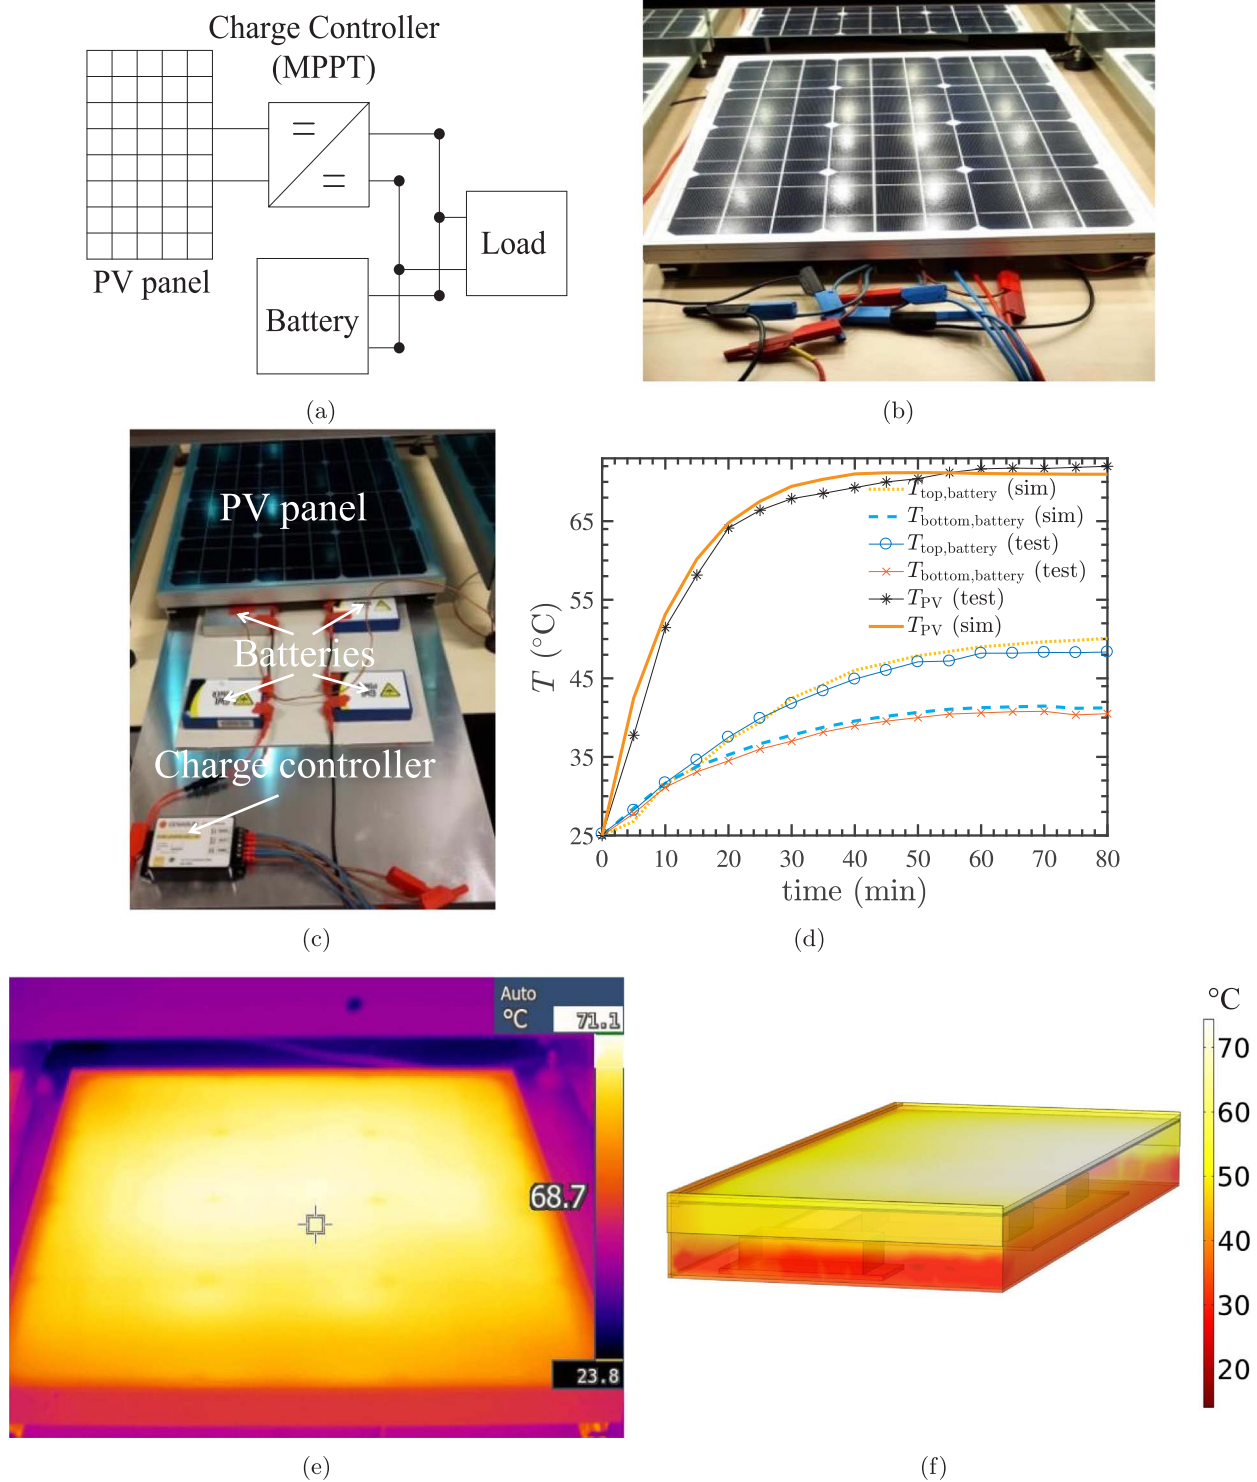 Charge Controller
(MPPT)
PV panel
Battery
Load
(a)
(b)
PV panel
Batteries
Charge controller
(c)
T (°C)
65
55
45
35
25
0 10 20 30 40 50 60 70 80
time (min)
T_top,battery (sim)
T_bottom,battery (sim)
T_top,battery (test)
T_bottom,battery (test)
T_PV (test)
T_PV (sim)
(d)
Auto
°C 71.1
68.7
23.8
(e)
°C
70
60
50
40
30
20
(f)